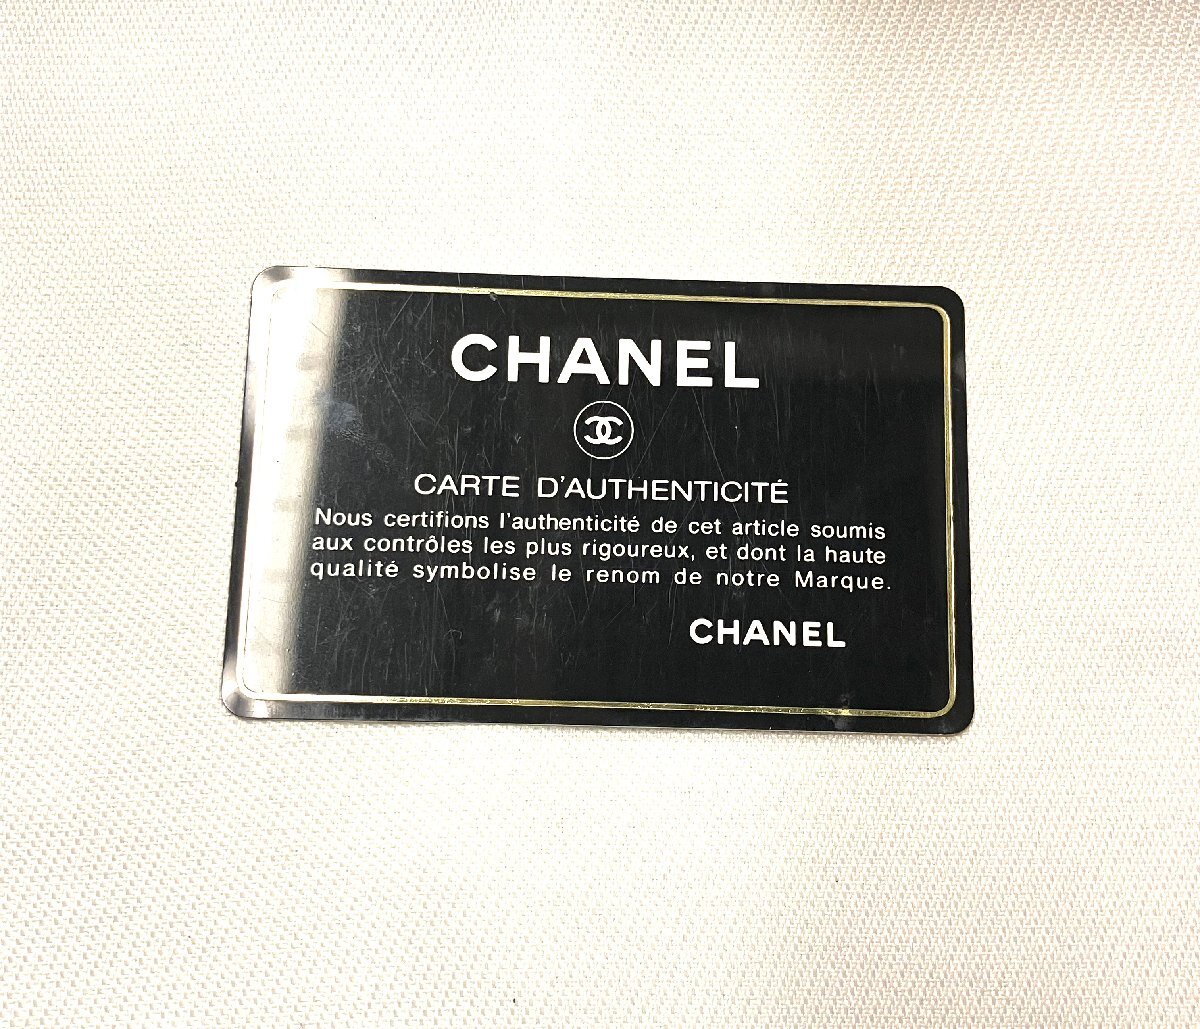 CHANEL
CARTE D'AUTHENTICITÉ
Nous certifions l'authenticité de cet article soumis
aux contrôles les plus rigoureux, et dont la haute
qualité symbolise le renom de notre Marque.
CHANEL